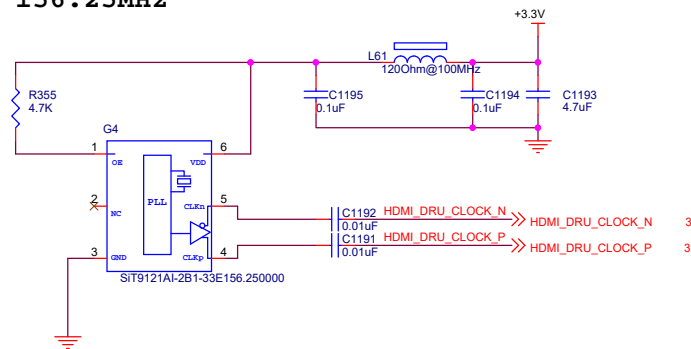 156.25MHz
+3.3V
L61
120Ohm@100MHz
R355
4.7K
C1195
0.1uF
C1194
0.1uF
C1193
4.7uF
G4
1
OE
VDD
6
2
NC
PLL
CLKn
5
3
GND
CLKp
4
SiT9121AI-2B1-33E156.250000
C1192
0.01uF
HDMI_DRU_CLOCK_N
HDMI_DRU_CLOCK_N 3
C1191
0.01uF
HDMI_DRU_CLOCK_P
HDMI_DRU_CLOCK_P 3